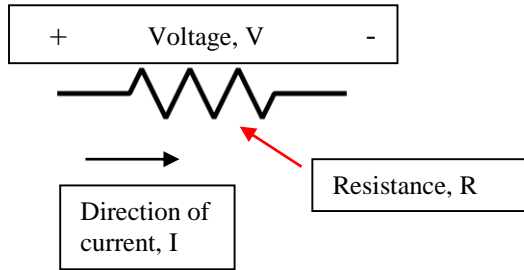 + Voltage, V -
Resistance, R
Direction of
current, I